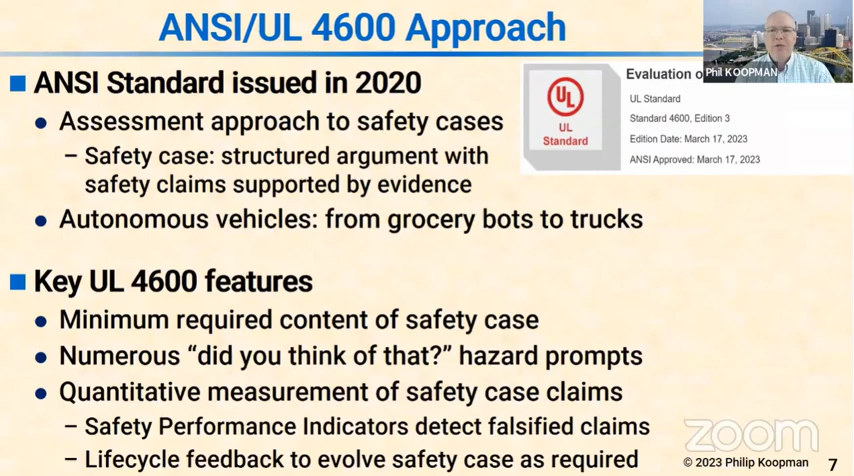 ANSI/UL 4600 Approach
ANSI Standard issued in 2020
Assessment approach to safety cases
– Safety case: structured argument with
safety claims supported by evidence
Autonomous vehicles: from grocery bots to trucks
UL
UL
Standard
Evaluation o
UL Standard
Standard 4600, Edition 3
Edition Date: March 17, 2023
ANSI Approved: March 17, 2023
Phil KOOPMAN
Key UL 4600 features
Minimum required content of safety case
Numerous “did you think of that?” hazard prompts
Quantitative measurement of safety case claims
– Safety Performance Indicators detect falsified claims
– Lifecycle feedback to evolve safety case as required
zoom
© 2023 Philip Koopman 7